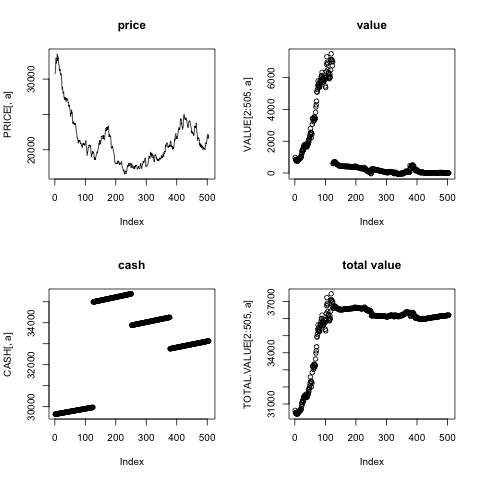 price
PRICE[, a]
20000 30000
0 100 200 300 400 500
Index
value
VALUE[2:505, a]
0 2000 4000 6000
0 100 200 300 400 500
Index
cash
CASH[, a]
30000 32000 34000
0 100 200 300 400 500
Index
total value
TOTAL.VALUE[2:505, a]
31000 34000 37000
0 100 200 300 400 500
Index